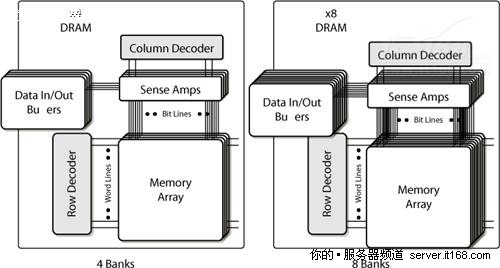 x4
DRAM
Column Decoder
Data In/Out
Bu ers
Sense Amps
Bit Lines
Row Decoder
Word Lines
Memory
Array
4 Banks
x8
DRAM
Column Decoder
Data In/Out
Bu ers
Sense Amps
Bit Lines
Row Decoder
Word Lines
Memory
Array
8 Banks
你的·服务器频道 server.it168.com